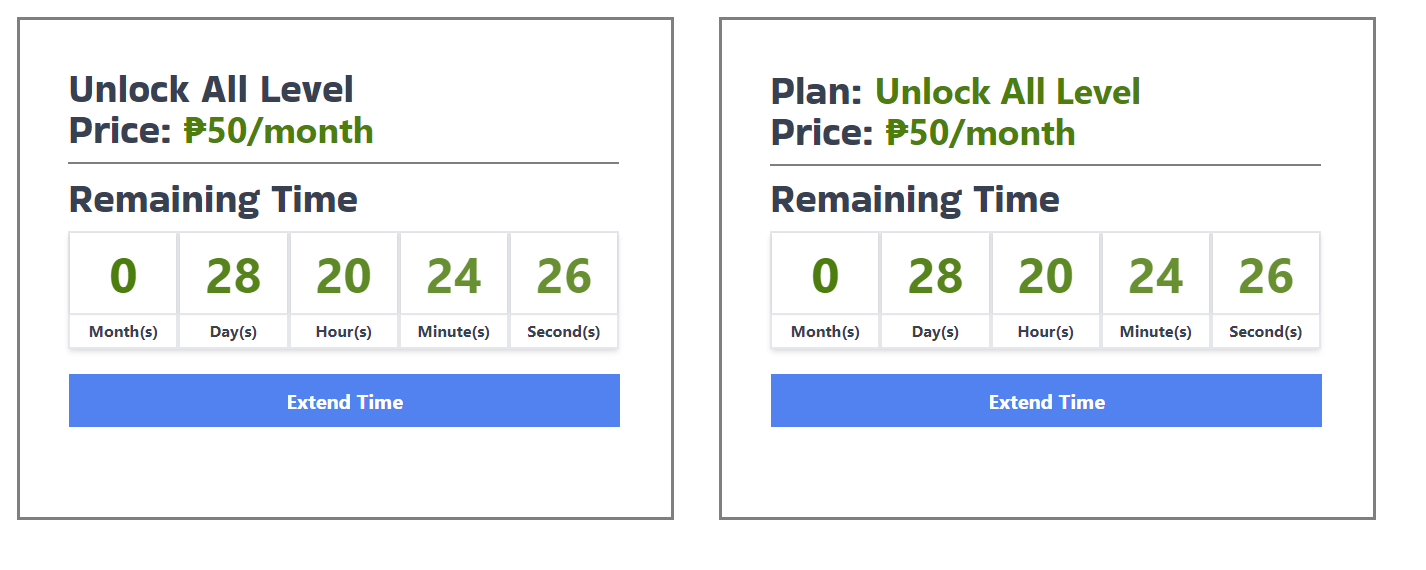 Unlock All Level
Price: ₱50/month
Remaining Time
0 28 20 24 26
Month(s) Day(s) Hour(s) Minute(s) Second(s)
Extend Time
Plan: Unlock All Level
Price: ₱50/month
Remaining Time
0 28 20 24 26
Month(s) Day(s) Hour(s) Minute(s) Second(s)
Extend Time